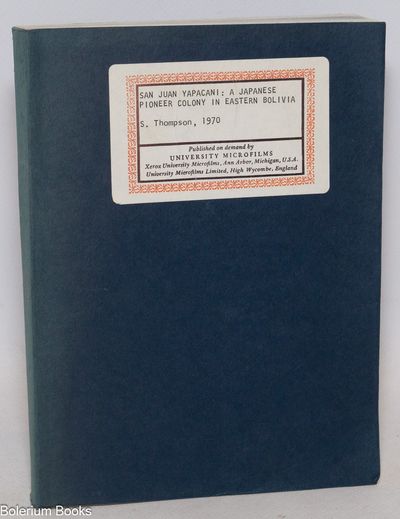 SAN JUAN YAPACANI: A JAPANESE
PIONEER COLONY IN EASTERN BOLIVIA
S. Thompson, 1970
Published on demand by
UNIVERSITY MICROFILMS
Xerox University Microfilms, Ann Arbor, Michigan, U.S.A.
University Microfilms Limited, High Wycombe, England
Bolerium Books